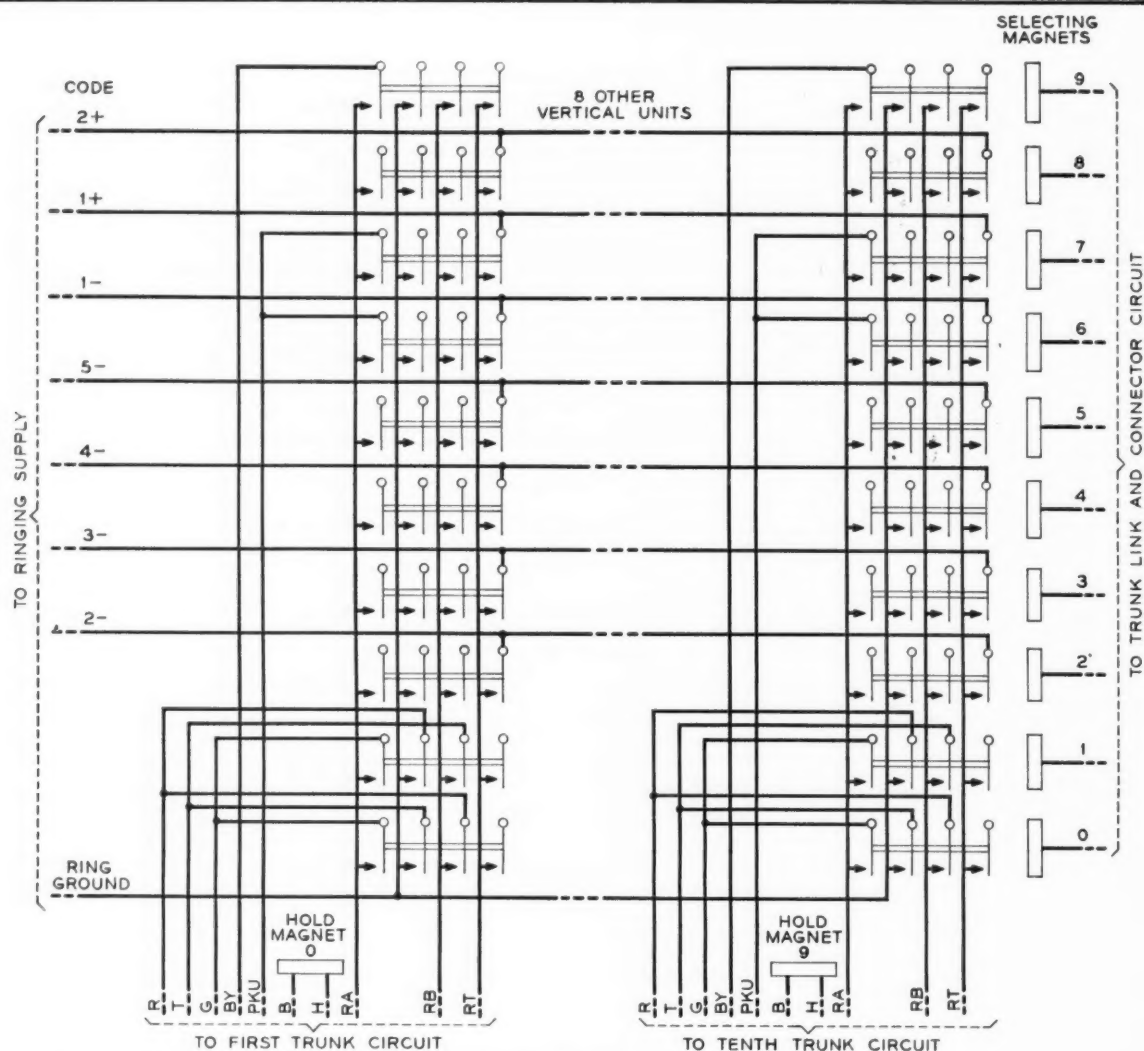 SELECTING
MAGNETS
CODE
8 OTHER
VERTICAL UNITS
9
2+
8
1+
7
1-
6
5-
5
4-
4
3-
3
2-
2
1
0
RING
GROUND
TO RINGING SUPPLY
TO TRUNK LINK AND CONNECTOR CIRCUIT
HOLD
MAGNET
0
HOLD
MAGNET
9
R T G BY PKU B H RA RB RT
R T G BY PKU B H RA RB RT
TO FIRST TRUNK CIRCUIT
TO TENTH TRUNK CIRCUIT